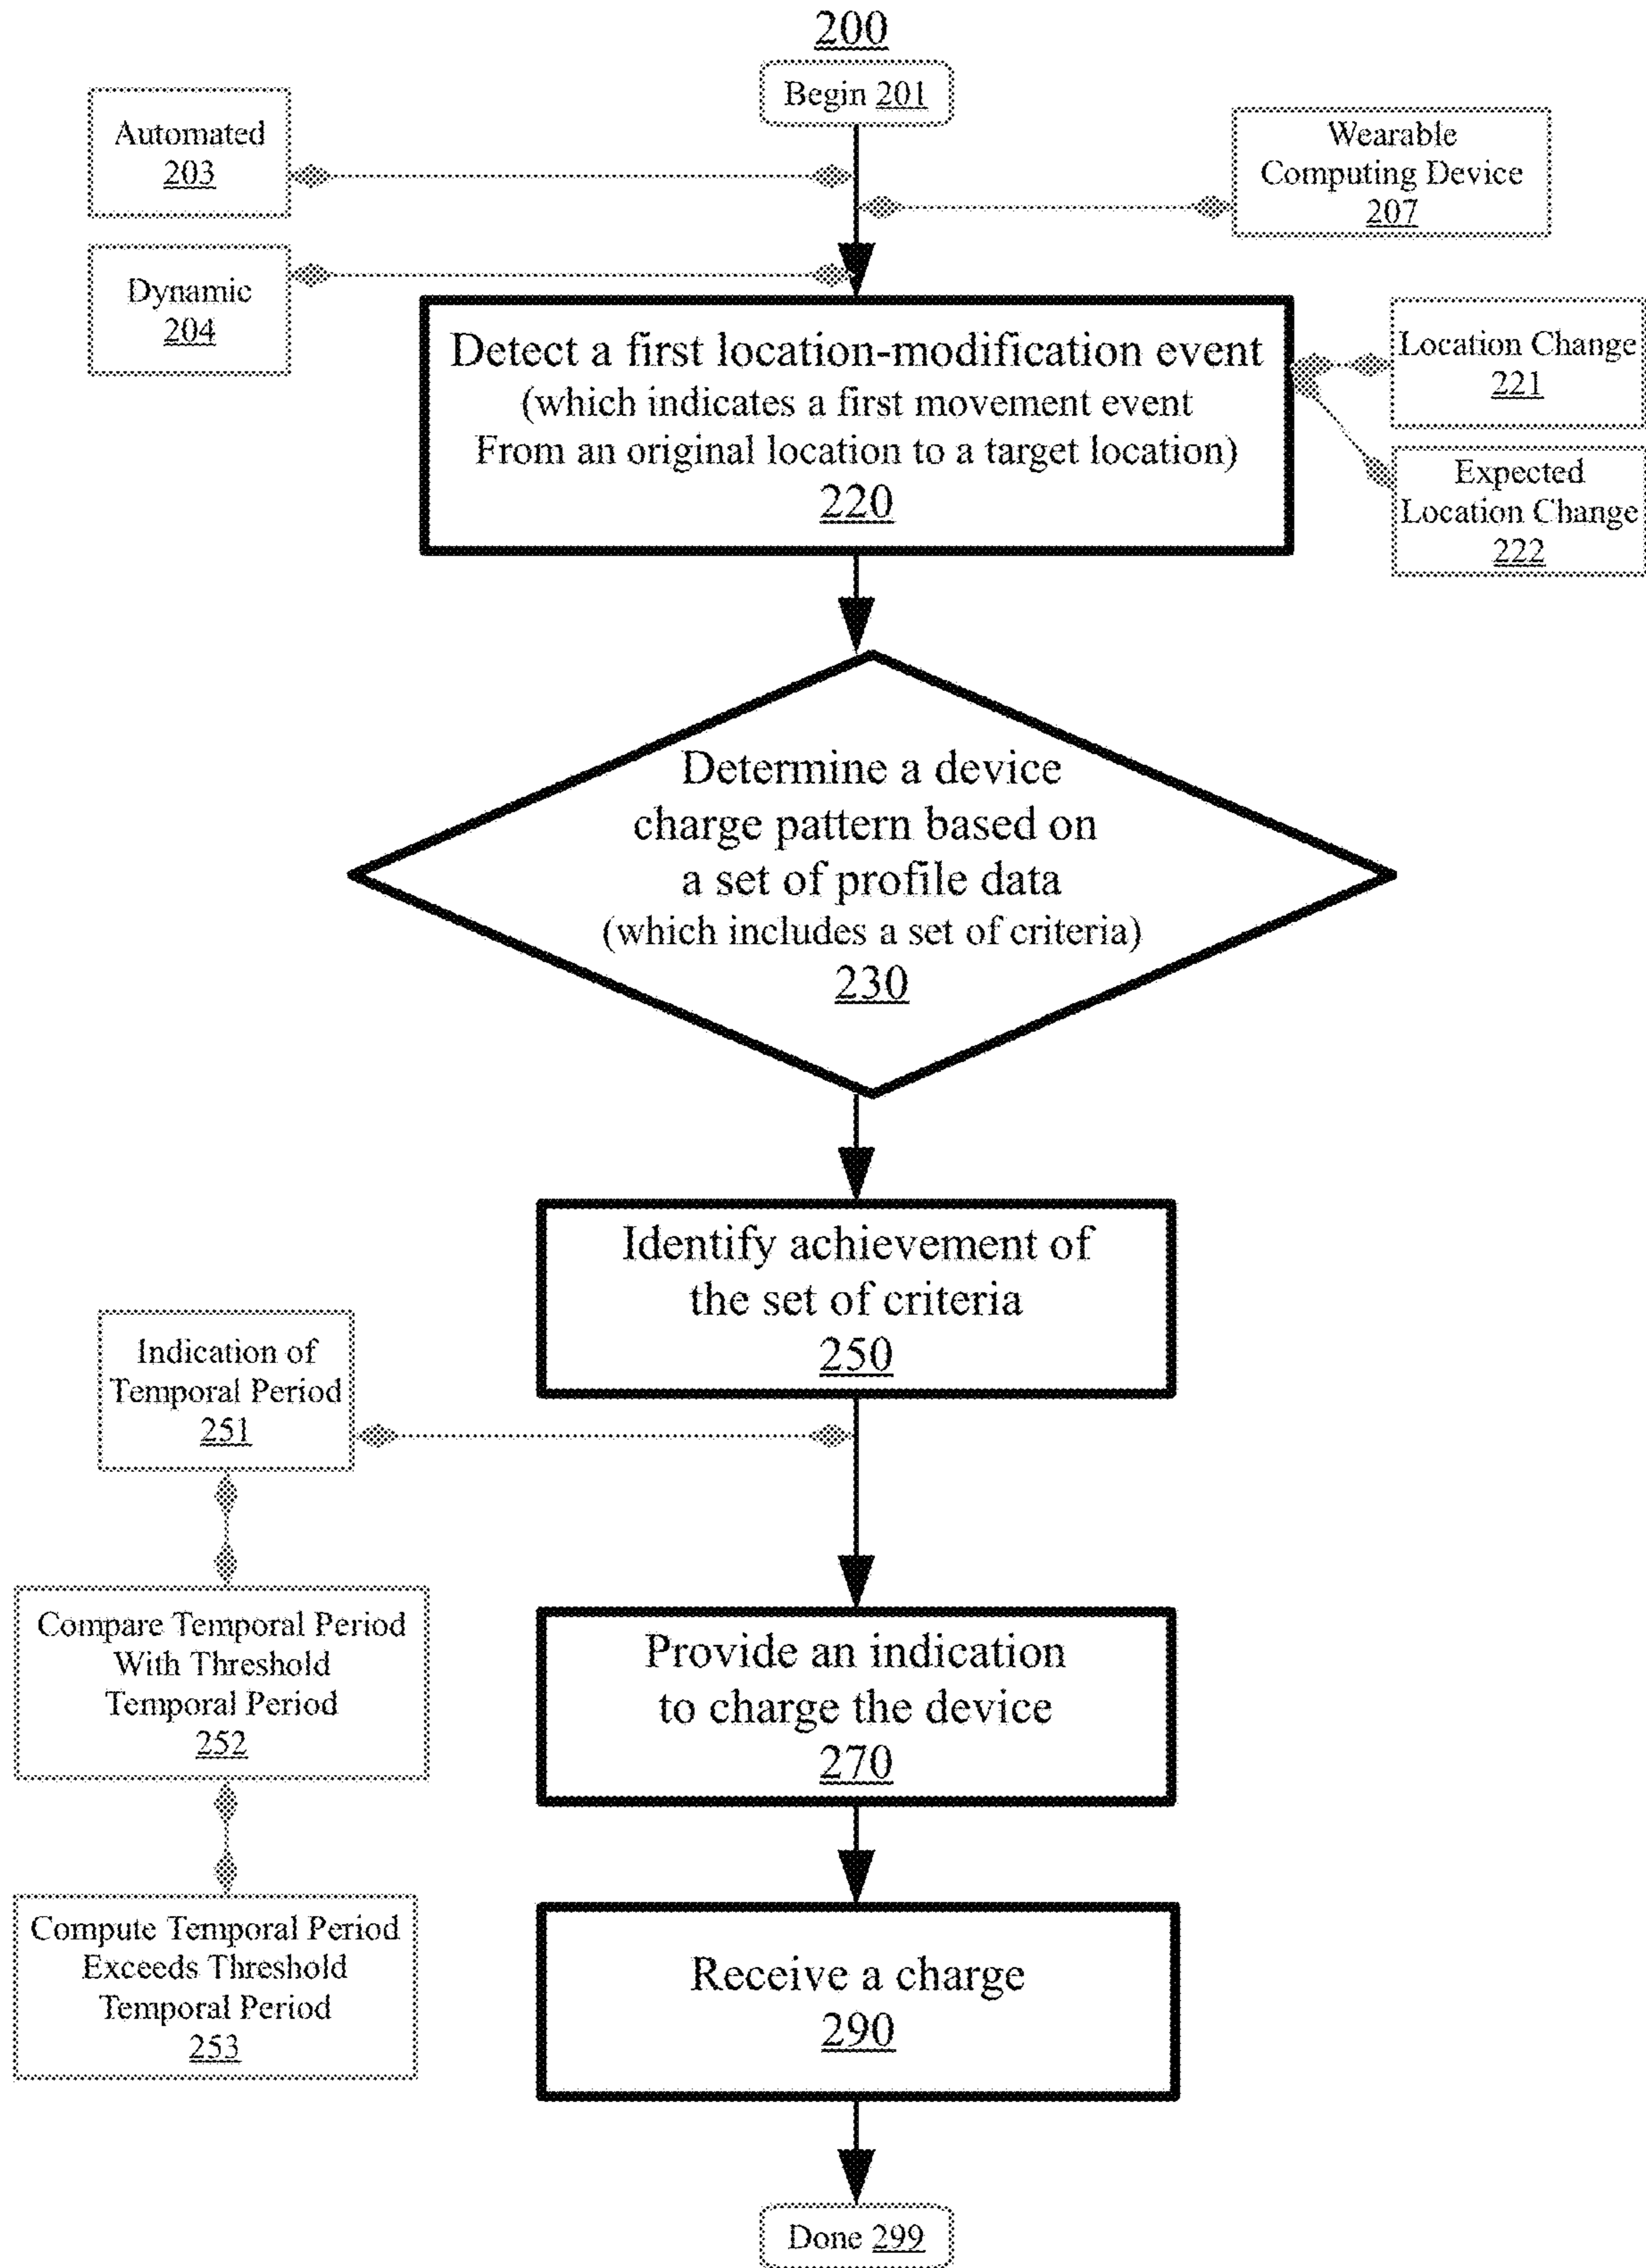 200
Begin 201
Automated
203
Wearable
Computing Device
207
Dynamic
204
Detect a first location-modification event
(which indicates a first movement event
From an original location to a target location)
220
Location Change
221
Expected
Location Change
222
Determine a device
charge pattern based on
a set of profile data
(which includes a set of criteria)
230
Identify achievement of
the set of criteria
250
Indication of
Temporal Period
251
Compare Temporal Period
With Threshold
Temporal Period
252
Provide an indication
to charge the device
270
Compute Temporal Period
Exceeds Threshold
Temporal Period
253
Receive a charge
290
Done 299